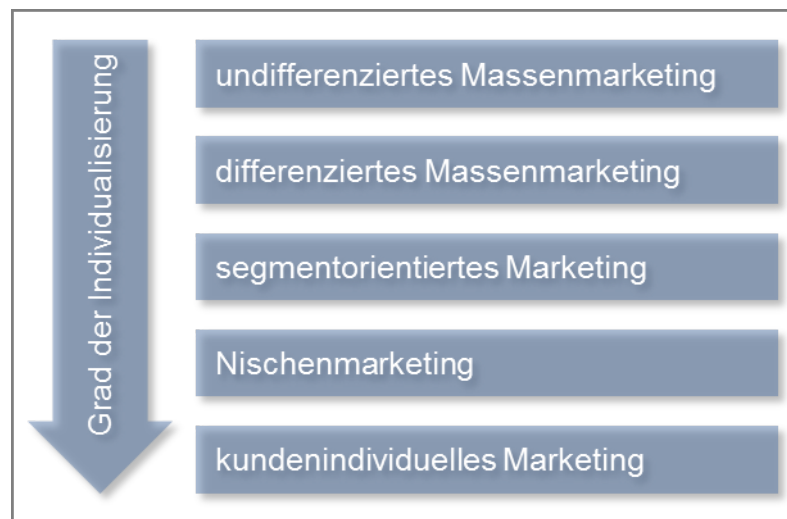 Grad der Individualisierung
undifferenziertes Massenmarketing
differenziertes Massenmarketing
segmentorientiertes Marketing
Nischenmarketing
kundenindividuelles Marketing